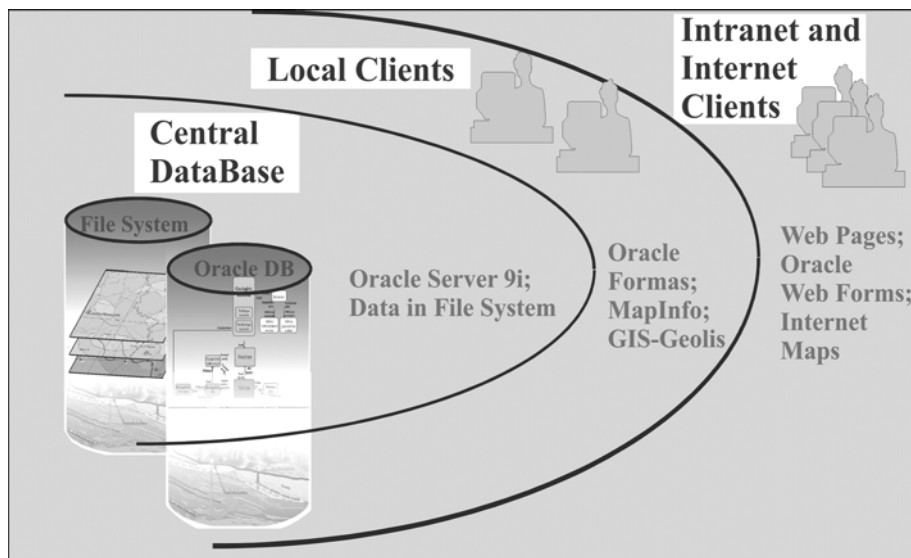 Local Clients
Intranet and
Internet
Clients
Central
DataBase
File System
Oracle DB
Oracle Server 9i;
Data in File System
Oracle
Formas;
MapInfo;
GIS-Geolis
Web Pages;
Oracle
Web Forms;
Internet
Maps